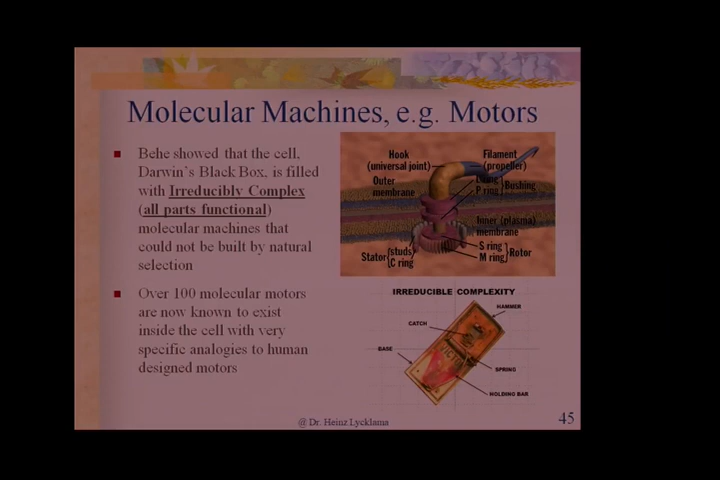 Molecular Machines, e.g. Motors
Behe showed that the cell,
Darwin's Black Box, is filled
with Irreducibly Complex
(all parts functional)
molecular machines that
could not be built by natural
selection
Over 100 molecular motors
are now known to exist
inside the cell with very
specific analogies to human
designed motors
Hook
(universal joint)
Filament
(propeller)
Outer
membrane
P ring
Bushing
Inner (plasma)
membrane
Stator
(studs)
C ring
S ring
M ring
Rotor
IRREDUCIBLE COMPLEXITY
HAMMER
CATCH
BASE
SPRING
HOLDING BAR
@ Dr. Heinz Lycklama
45